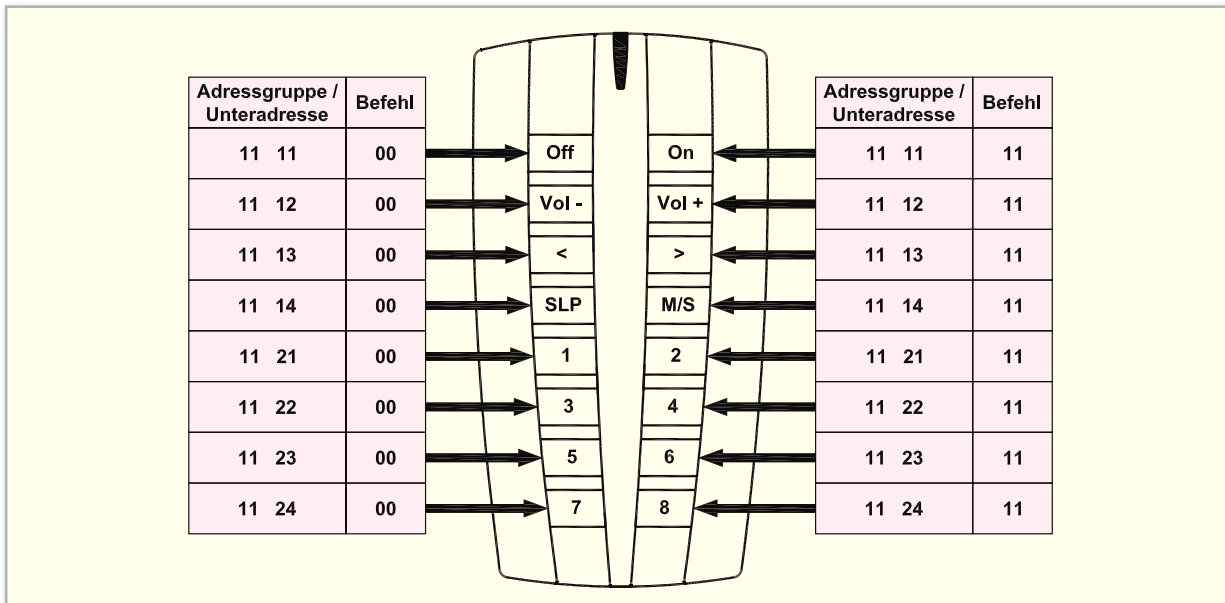 Adressgruppe / Unteradresse Befehl Adressgruppe / Unteradresse Befehl
11 11 00 Off On 11 11 11
11 12 00 Vol - Vol + 11 12 11
11 13 00 < > 11 13 11
11 14 00 SLP M/S 11 14 11
11 21 00 1 2 11 21 11
11 22 00 3 4 11 22 11
11 23 00 5 6 11 23 11
11 24 00 7 8 11 24 11